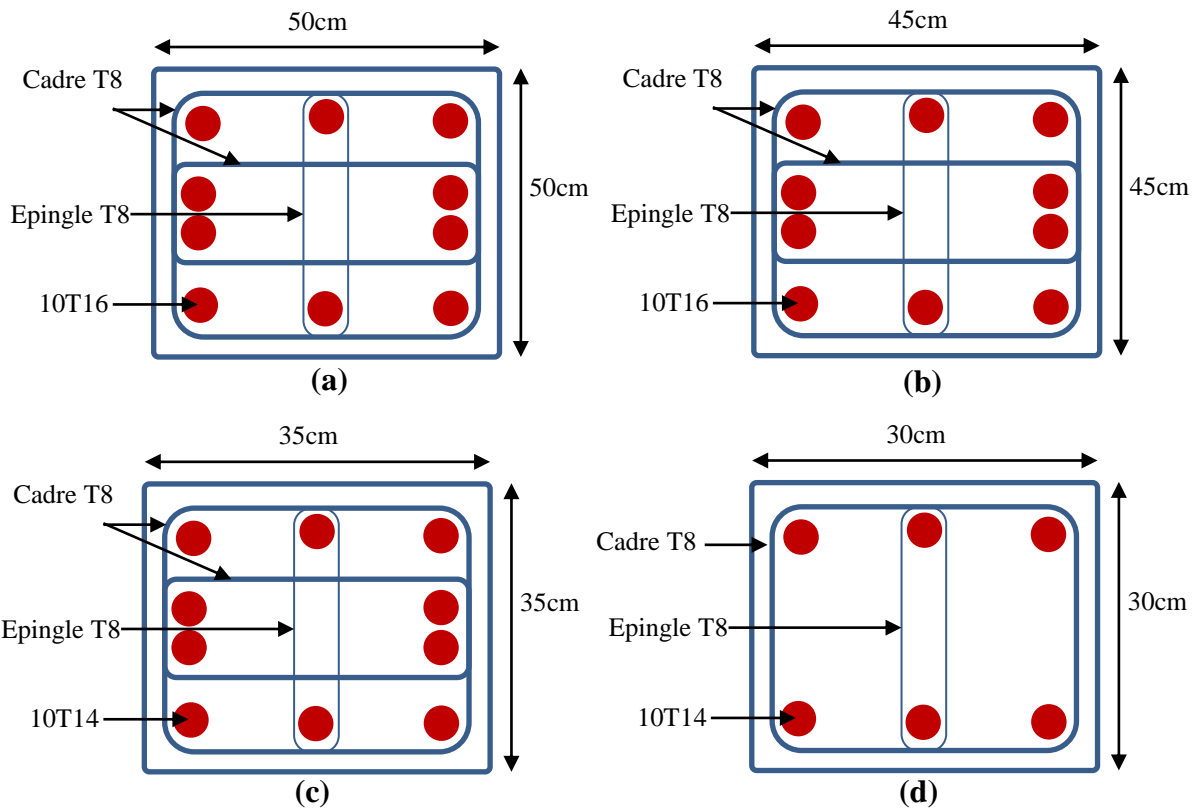 50cm
Cadre T8
50cm
Epingle T8
10T16
(a)
45cm
Cadre T8
45cm
Epingle T8
10T16
(b)
35cm
Cadre T8
35cm
Epingle T8
10T14
(c)
30cm
Cadre T8
30cm
Epingle T8
10T14
(d)